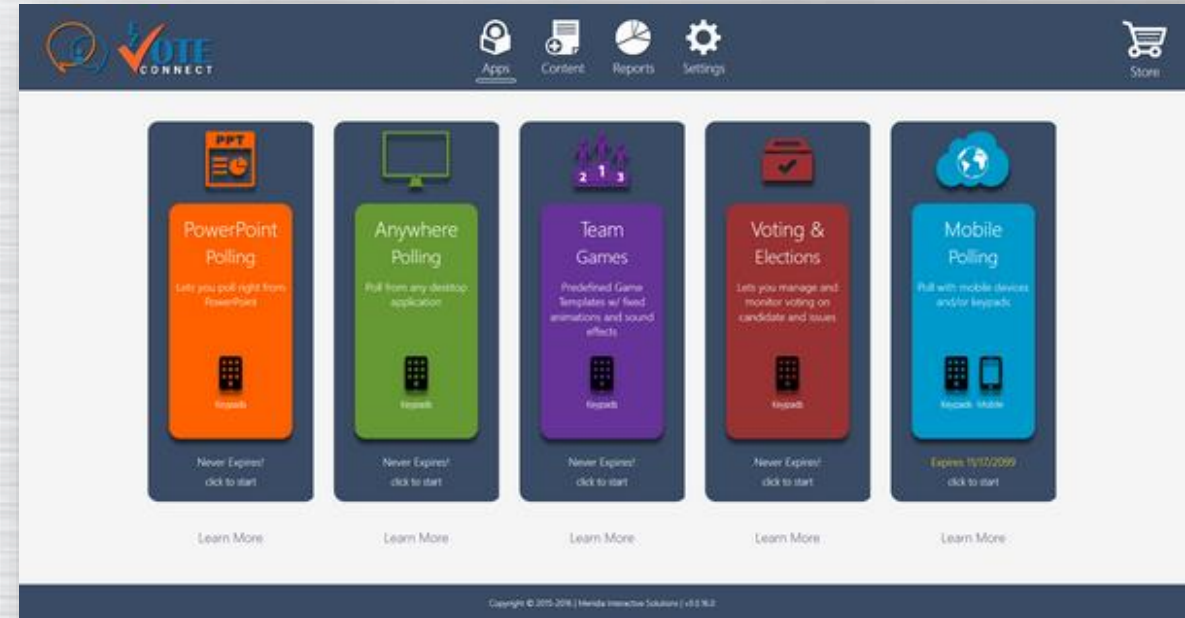 VOTE
CONNECT
Apps
Content
Reports
Settings
Store
PPT
PowerPoint
Polling
Lets you poll right from
PowerPoint
Keypads
Never Expires!
click to start
Learn More
Anywhere
Polling
Poll from any desktop
application
Keypads
Never Expires!
click to start
Learn More
2 1 3
Team
Games
Predefined Game
Templates w/ fixed
animations and sound
effects
Keypads
Never Expires!
click to start
Learn More
Voting &
Elections
Lets you manage and
monitor voting on
candidate and issues
Keypads
Never Expires!
click to start
Learn More
Mobile
Polling
Poll with mobile devices
and/or keypads
Keypads Mobile
Expires 11/17/2099
click to start
Learn More
Copyright © 2015-2016 | Meridia Interactive Solutions |